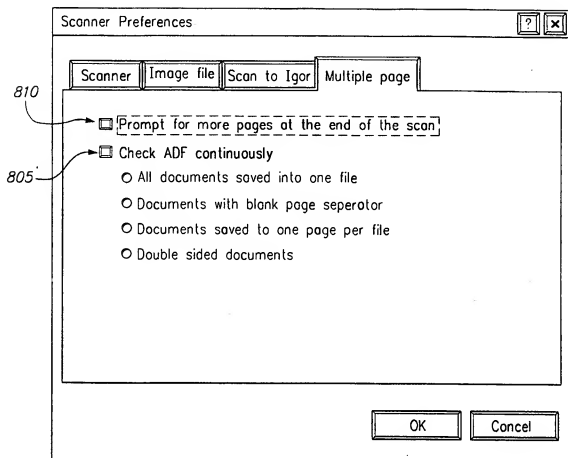 Scanner Preferences ? ×
Scanner Image file Scan to Igor Multiple page
810
Prompt for more pages at the end of the scan
805
Check ADF continuously
All documents saved into one file
Documents with blank page seperator
Documents saved to one page per file
Double sided documents
OK Concel